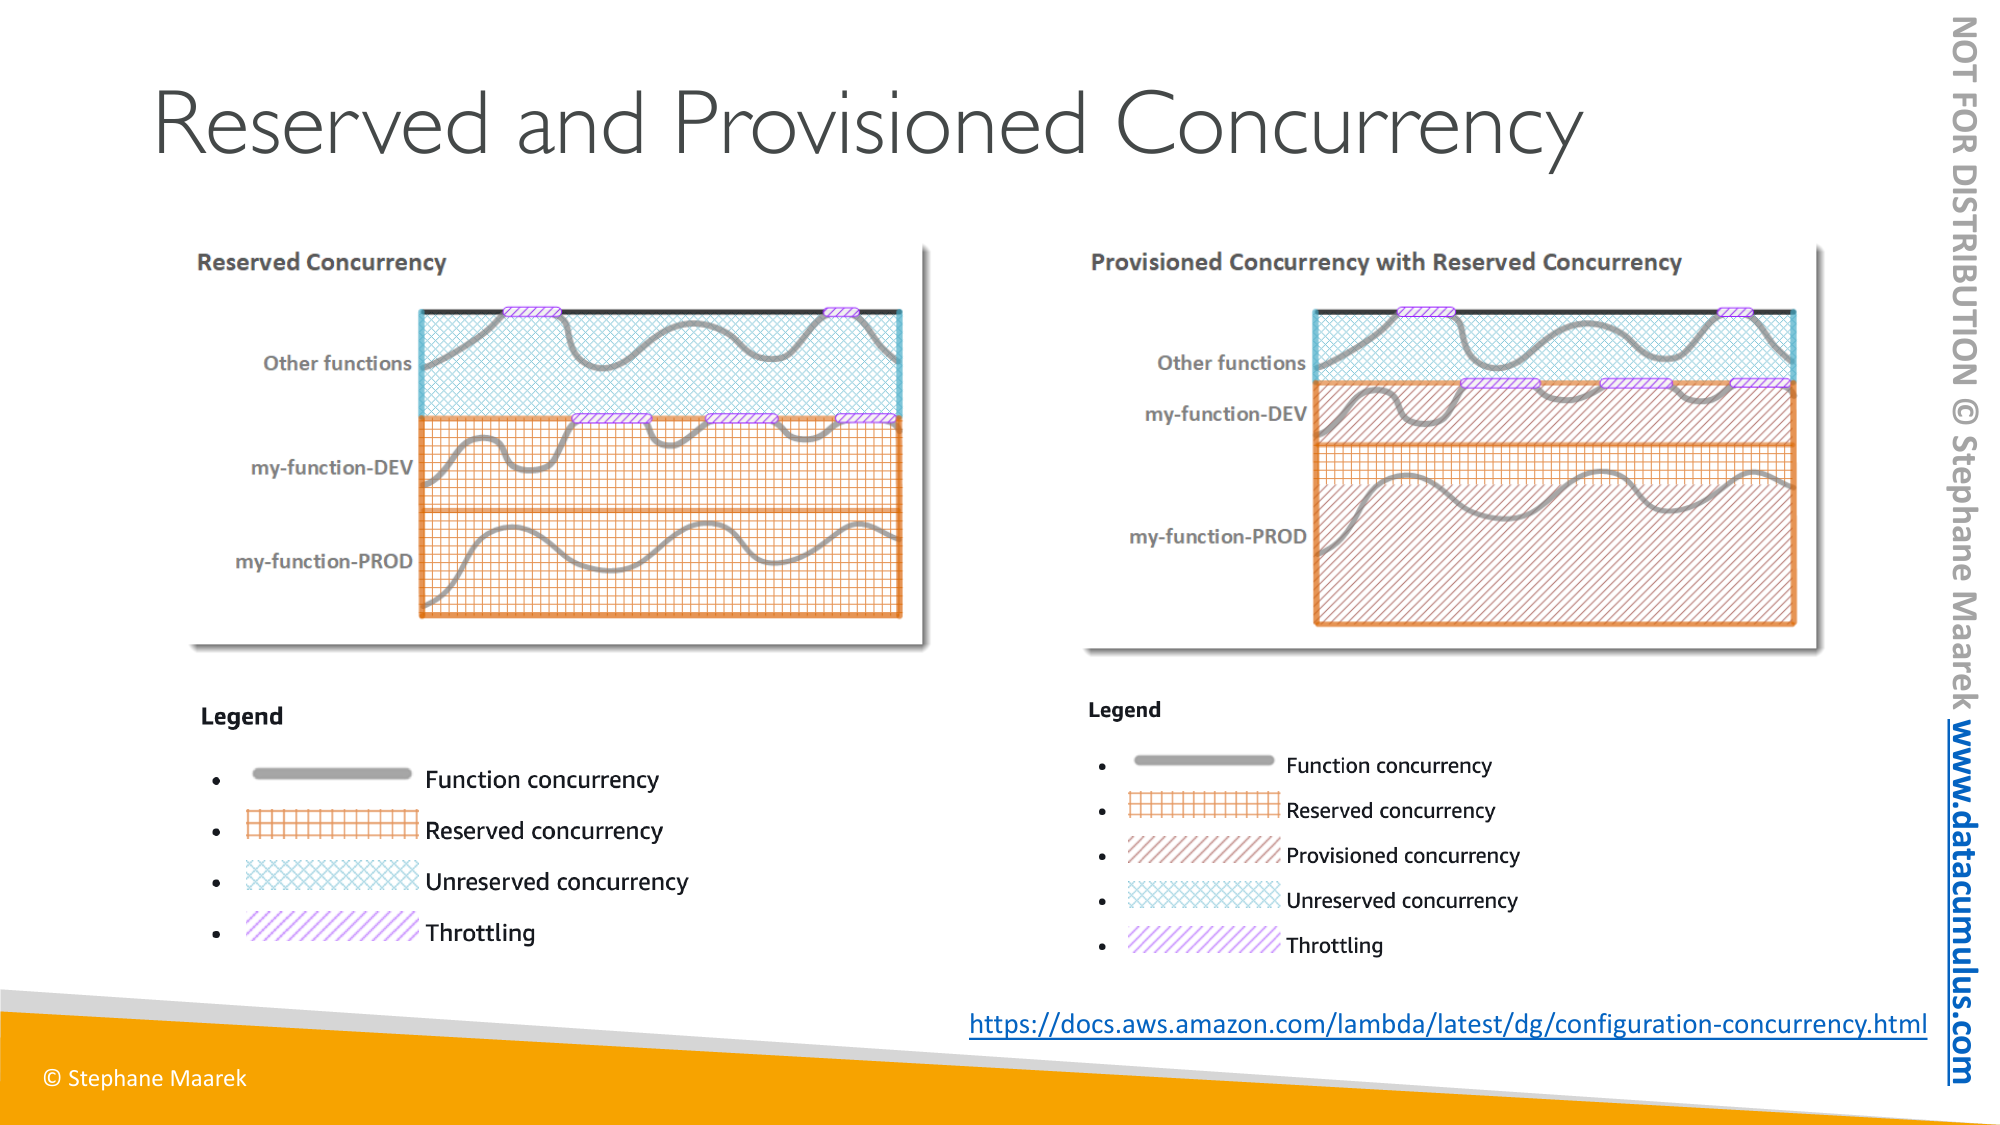 Reserved and Provisioned Concurrency
Reserved Concurrency
Other functions
my-function-DEV
my-function-PROD
Legend
• Function concurrency
• Reserved concurrency
• Unreserved concurrency
• Throttling
Provisioned Concurrency with Reserved Concurrency
Other functions
my-function-DEV
my-function-PROD
Legend
• Function concurrency
• Reserved concurrency
• Provisioned concurrency
• Unreserved concurrency
• Throttling
https://docs.aws.amazon.com/lambda/latest/dg/configuration-concurrency.html
© Stephane Maarek
NOT FOR DISTRIBUTION © Stephane Maarek www.datacumulus.com